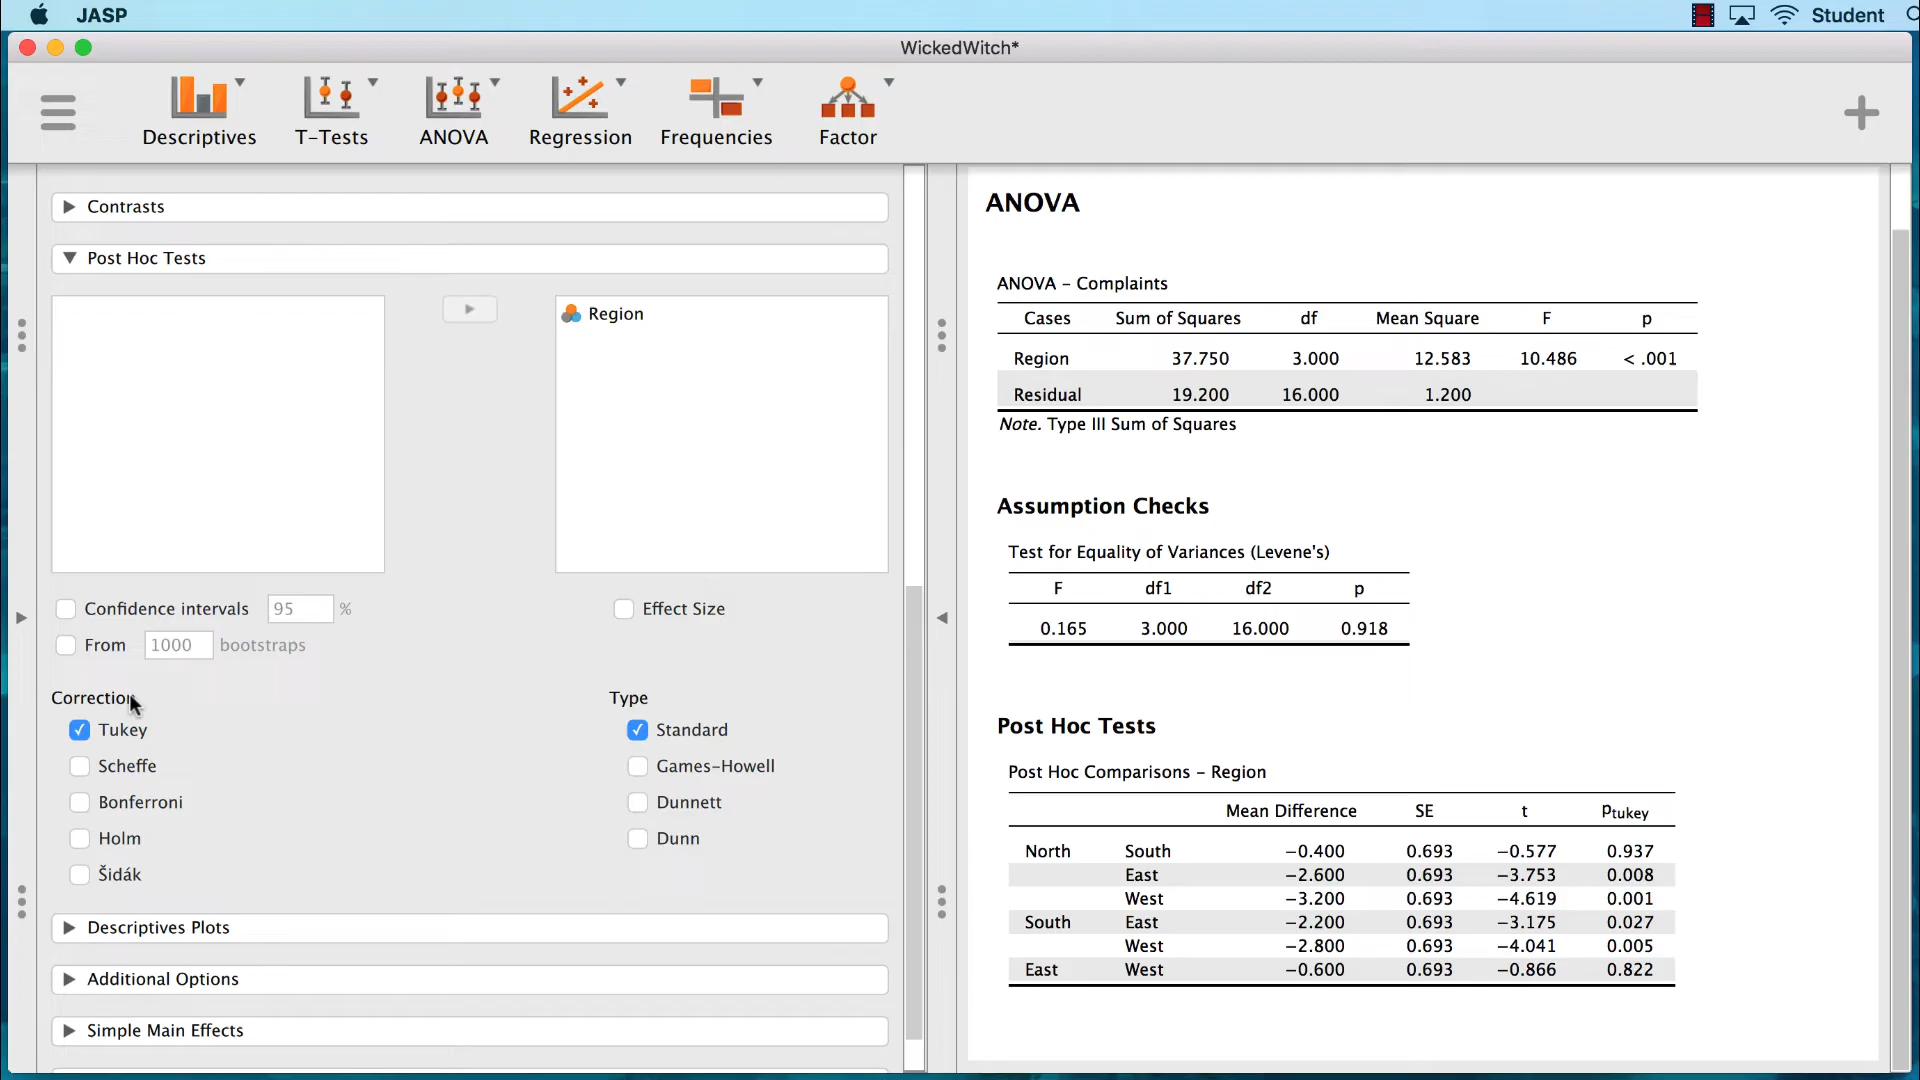 JASP
Student
WickedWitch*
Descriptives T-Tests ANOVA Regression Frequencies Factor
Contrasts
Post Hoc Tests
Region
Confidence intervals 95 %
Effect Size
From 1000 bootstraps
Correction
Type
Tukey
Standard
Scheffe
Games-Howell
Bonferroni
Dunnett
Holm
Dunn
Šidák
Descriptives Plots
Additional Options
Simple Main Effects
ANOVA
ANOVA – Complaints
Cases Sum of Squares df Mean Square F p
Region 37.750 3.000 12.583 10.486 < .001
Residual 19.200 16.000 1.200
Note. Type III Sum of Squares
Assumption Checks
Test for Equality of Variances (Levene's)
F df1 df2 p
0.165 3.000 16.000 0.918
Post Hoc Tests
Post Hoc Comparisons – Region
Mean Difference SE t Ptukey
North South −0.400 0.693 −0.577 0.937
East −2.600 0.693 −3.753 0.008
West −3.200 0.693 −4.619 0.001
South East −2.200 0.693 −3.175 0.027
West −2.800 0.693 −4.041 0.005
East West −0.600 0.693 −0.866 0.822